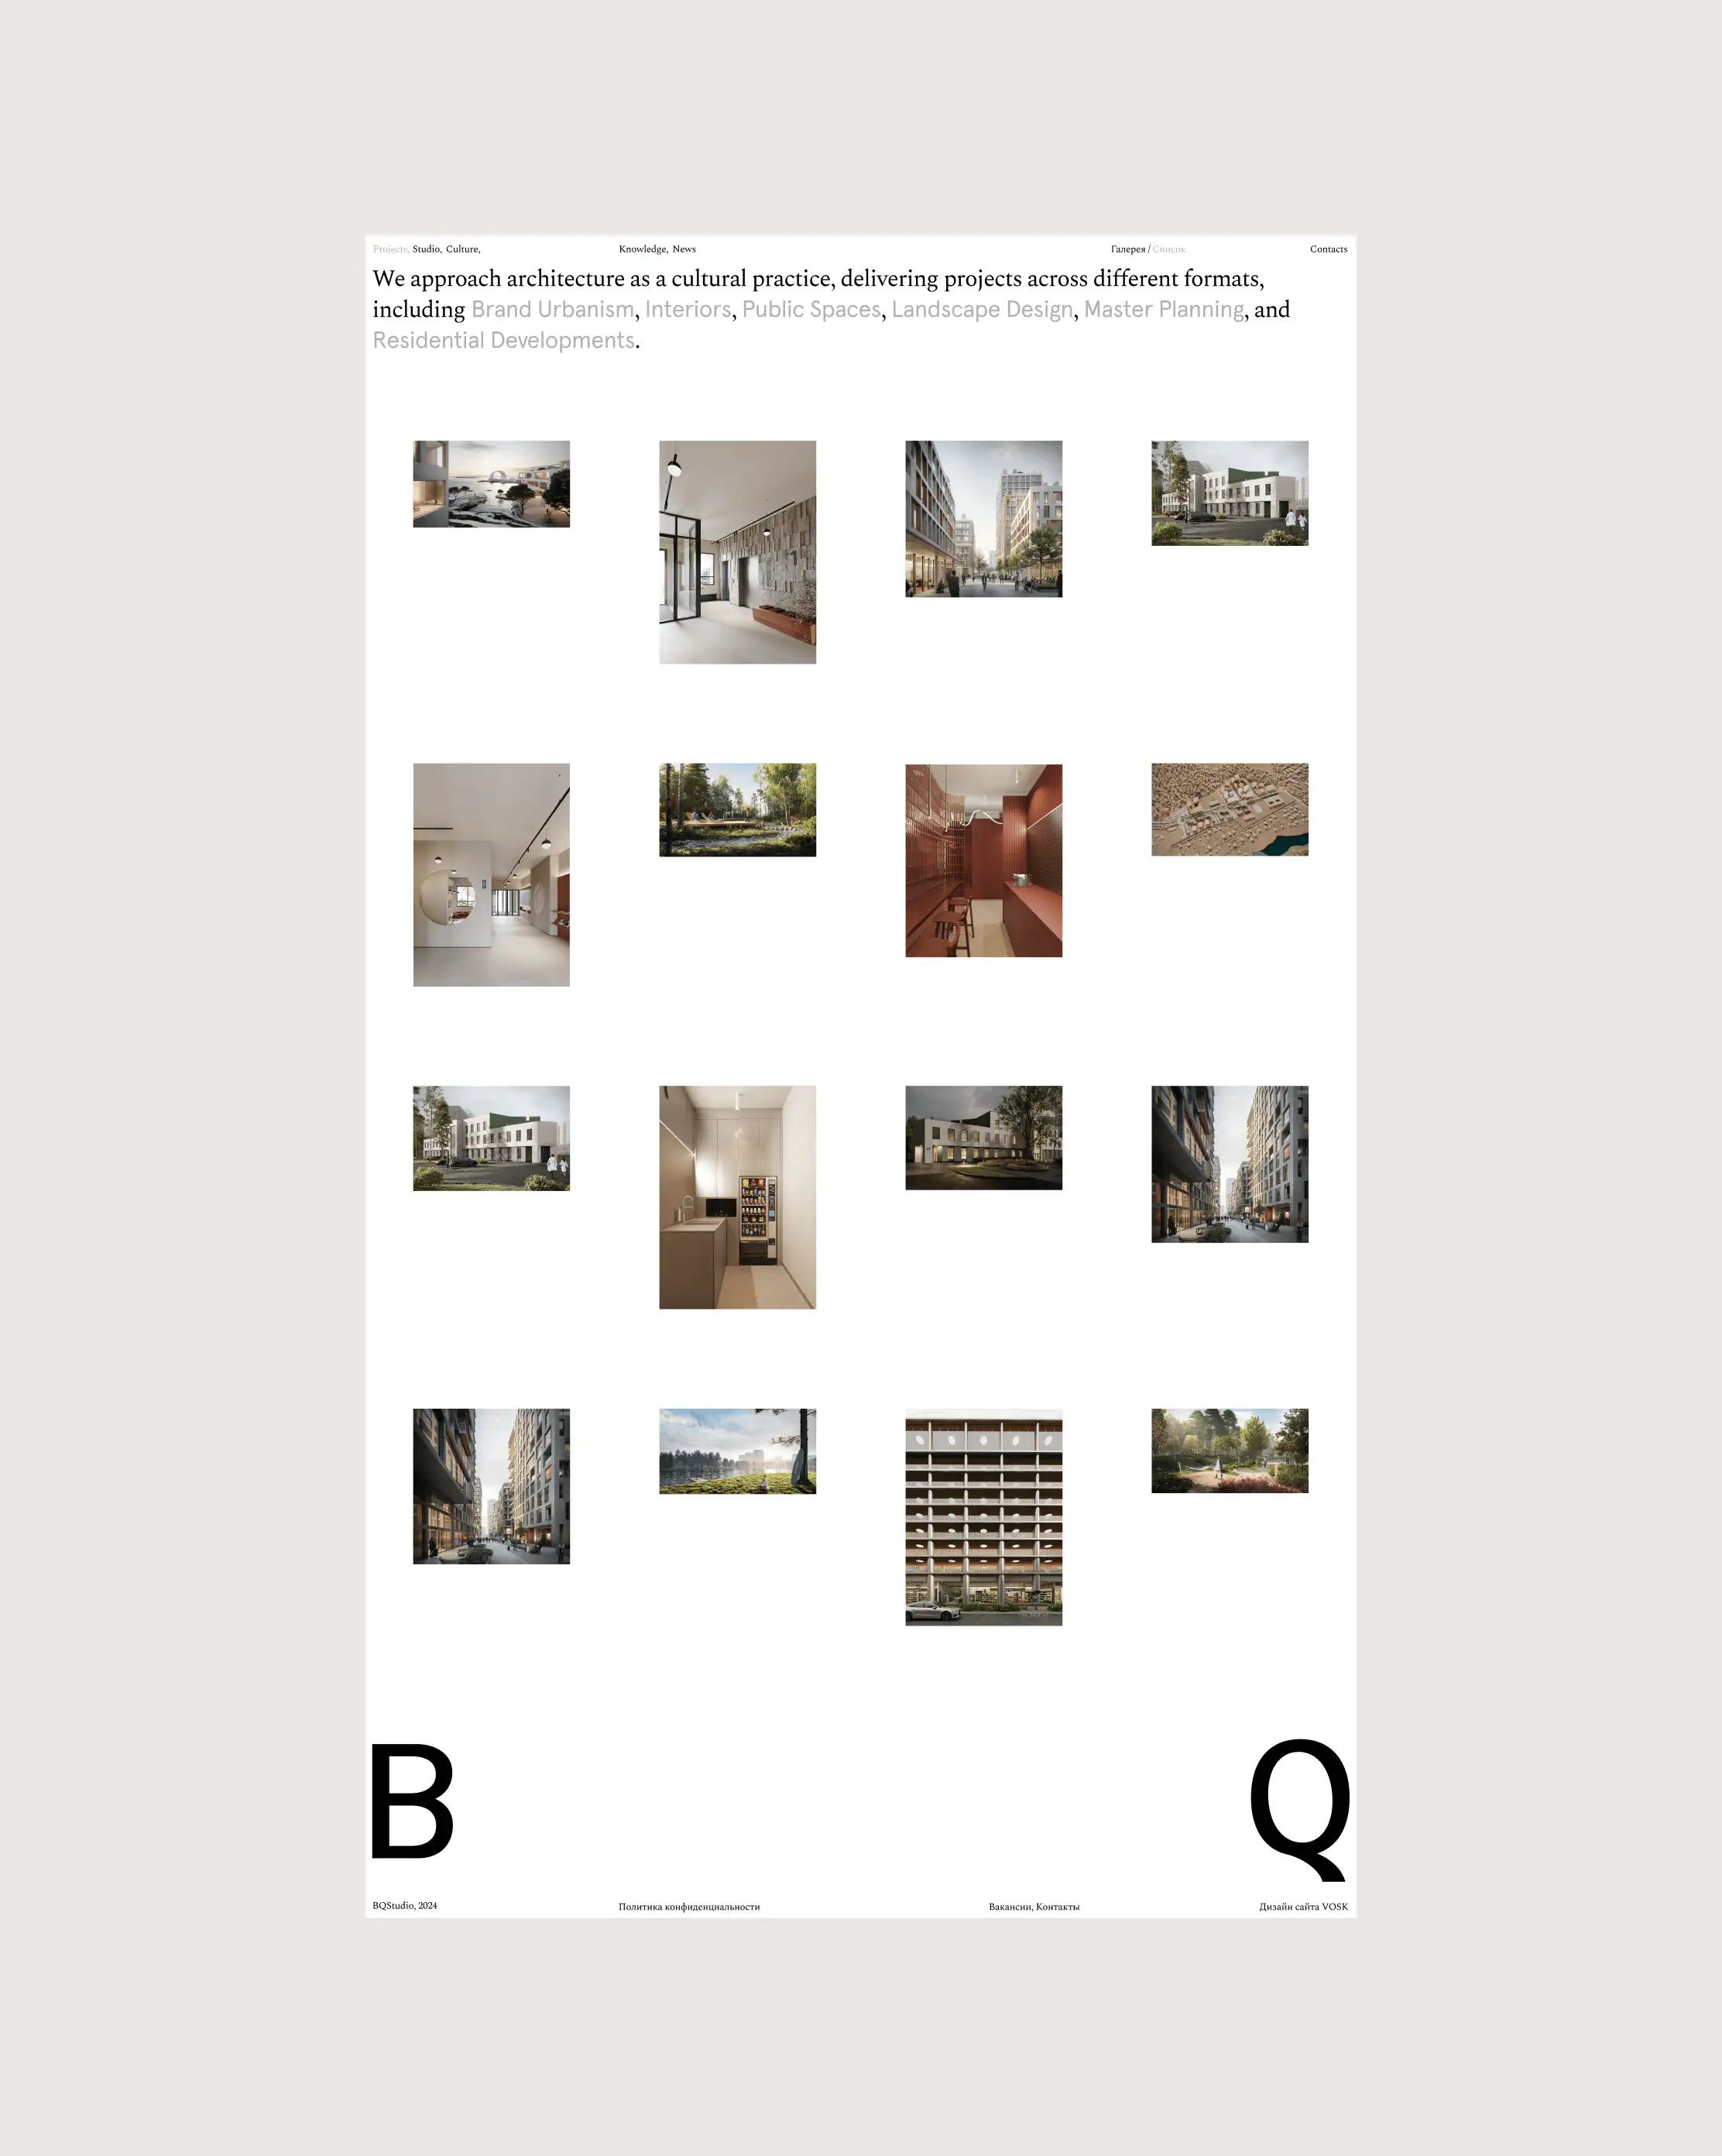 Projects, Studio, Culture,
Knowledge, News
Галерея / Список
Contacts
We approach architecture as a cultural practice, delivering projects across different formats,
including Brand Urbanism, Interiors, Public Spaces, Landscape Design, Master Planning, and
Residential Developments.
B
Q
BQStudio, 2024
Политика конфиденциальности
Вакансии, Контакты
Дизайн сайта VOSK